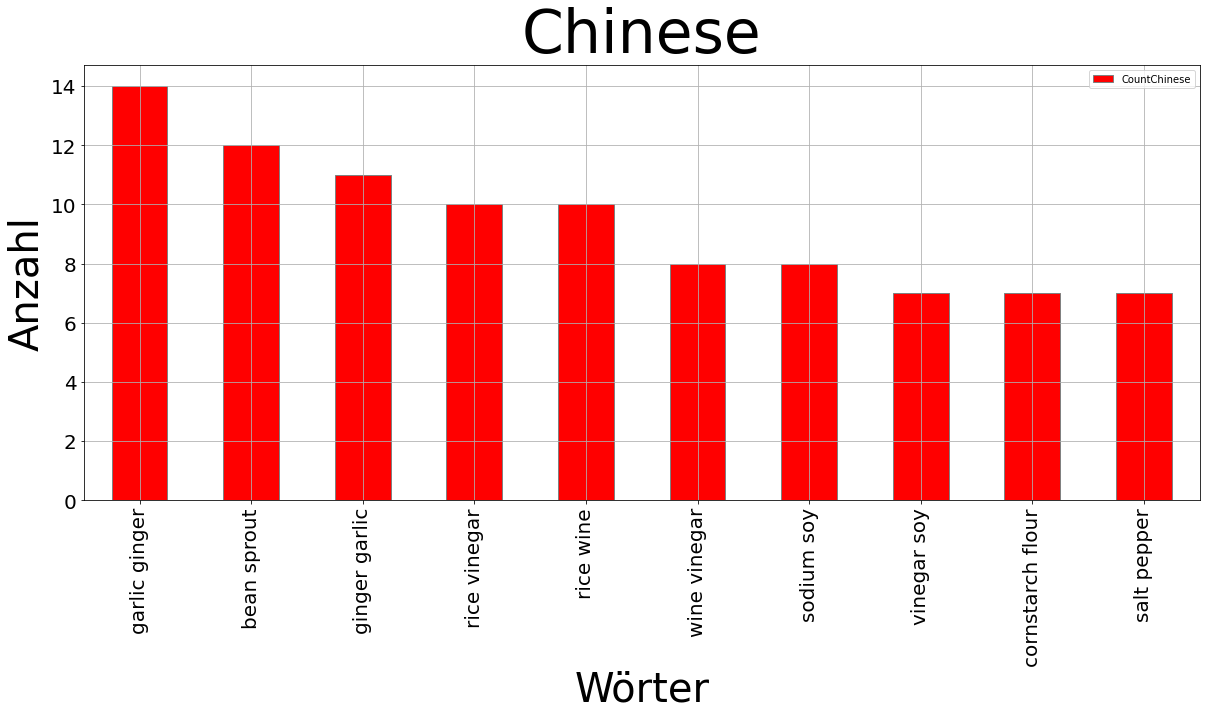 Chinese
CountChinese
Anzahl
14
12
10
8
6
4
2
0
garlic ginger
bean sprout
ginger garlic
rice vinegar
rice wine
wine vinegar
sodium soy
vinegar soy
cornstarch flour
salt pepper
Wörter